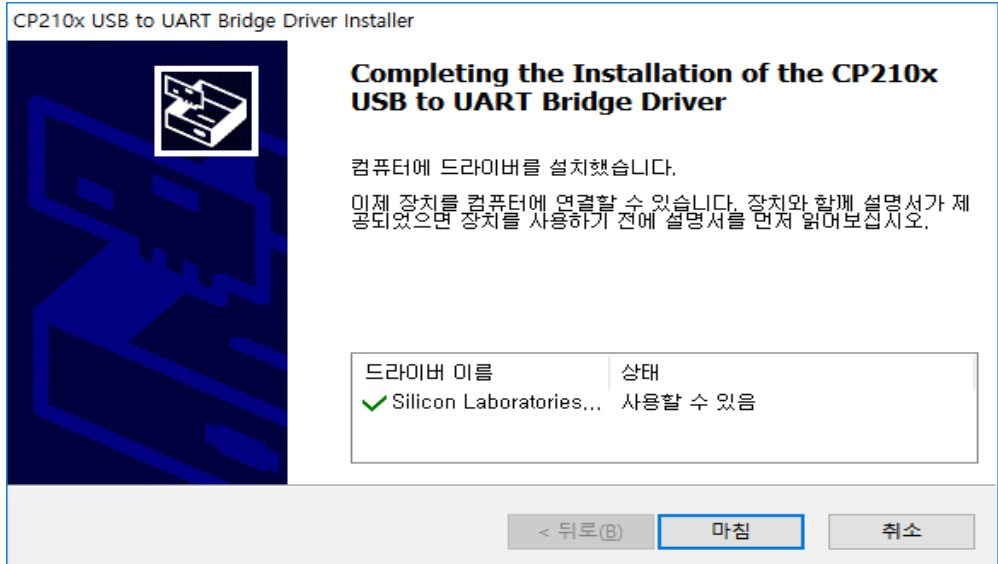 CP210x USB to UART Bridge Driver Installer
Completing the Installation of the CP210x
USB to UART Bridge Driver
컴퓨터에 드라이버를 설치했습니다.
이제 장치를 컴퓨터에 연결할 수 있습니다. 장치와 함께 설명서가 제
공되었으면 장치를 사용하기 전에 설명서를 먼저 읽어보십시오.
드라이버 이름 상태
Silicon Laboratories... 사용할 수 있음
< 뒤로(B) 마침 취소